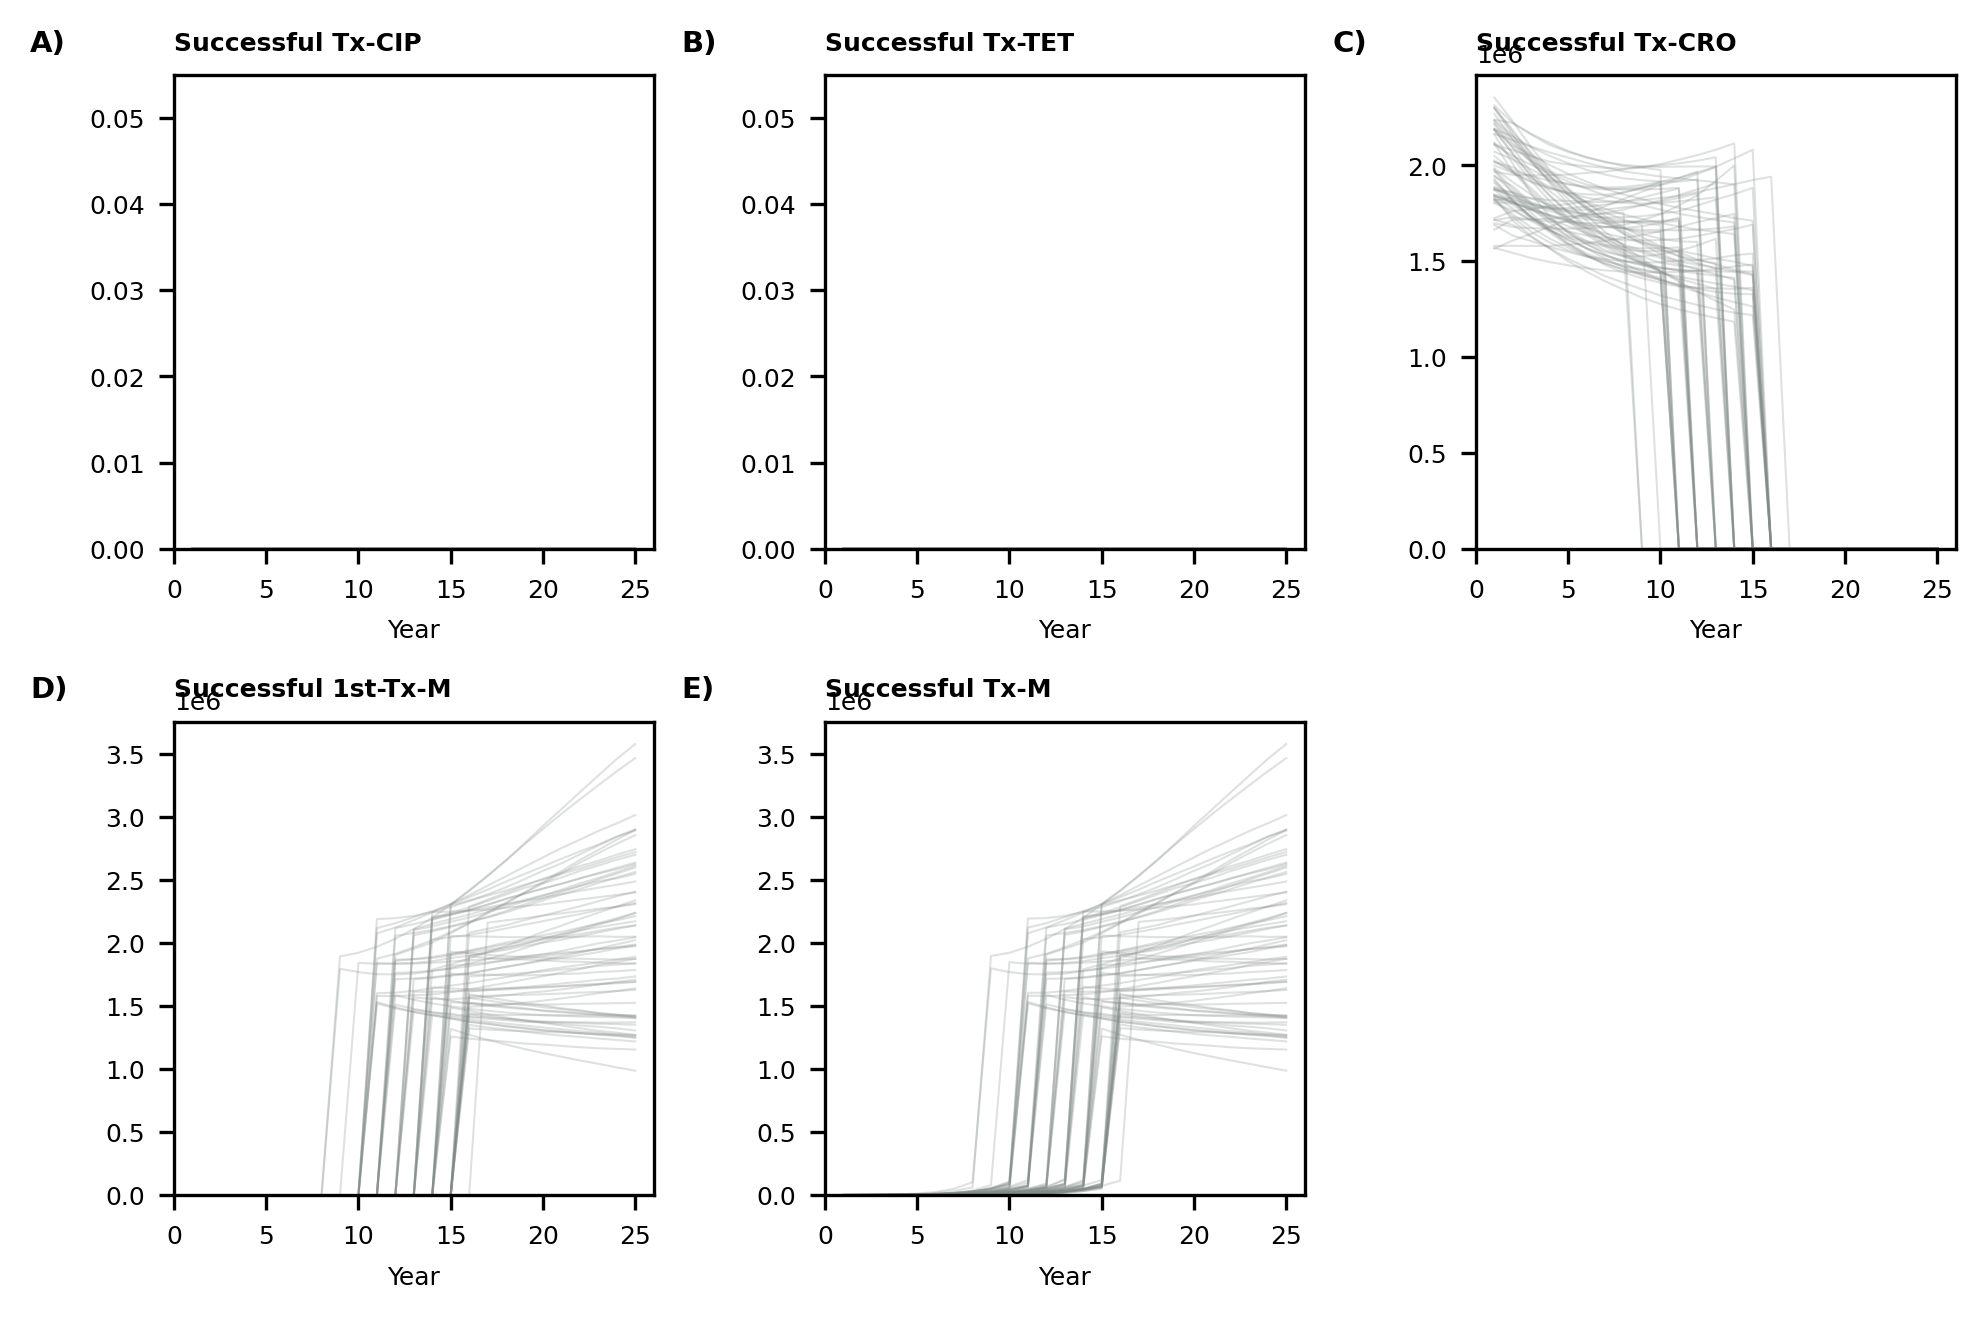 A) Successful Tx-CIP
0.05
0.04
0.03
0.02
0.01
0.00
0 5 10 15 20 25
Year
B) Successful Tx-TET
0.05
0.04
0.03
0.02
0.01
0.00
0 5 10 15 20 25
Year
C) Successful Tx-CRO
1e6
2.0
1.5
1.0
0.5
0.0
0 5 10 15 20 25
Year
D) Successful 1st-Tx-M
1e6
3.5
3.0
2.5
2.0
1.5
1.0
0.5
0.0
0 5 10 15 20 25
Year
E) Successful Tx-M
1e6
3.5
3.0
2.5
2.0
1.5
1.0
0.5
0.0
0 5 10 15 20 25
Year